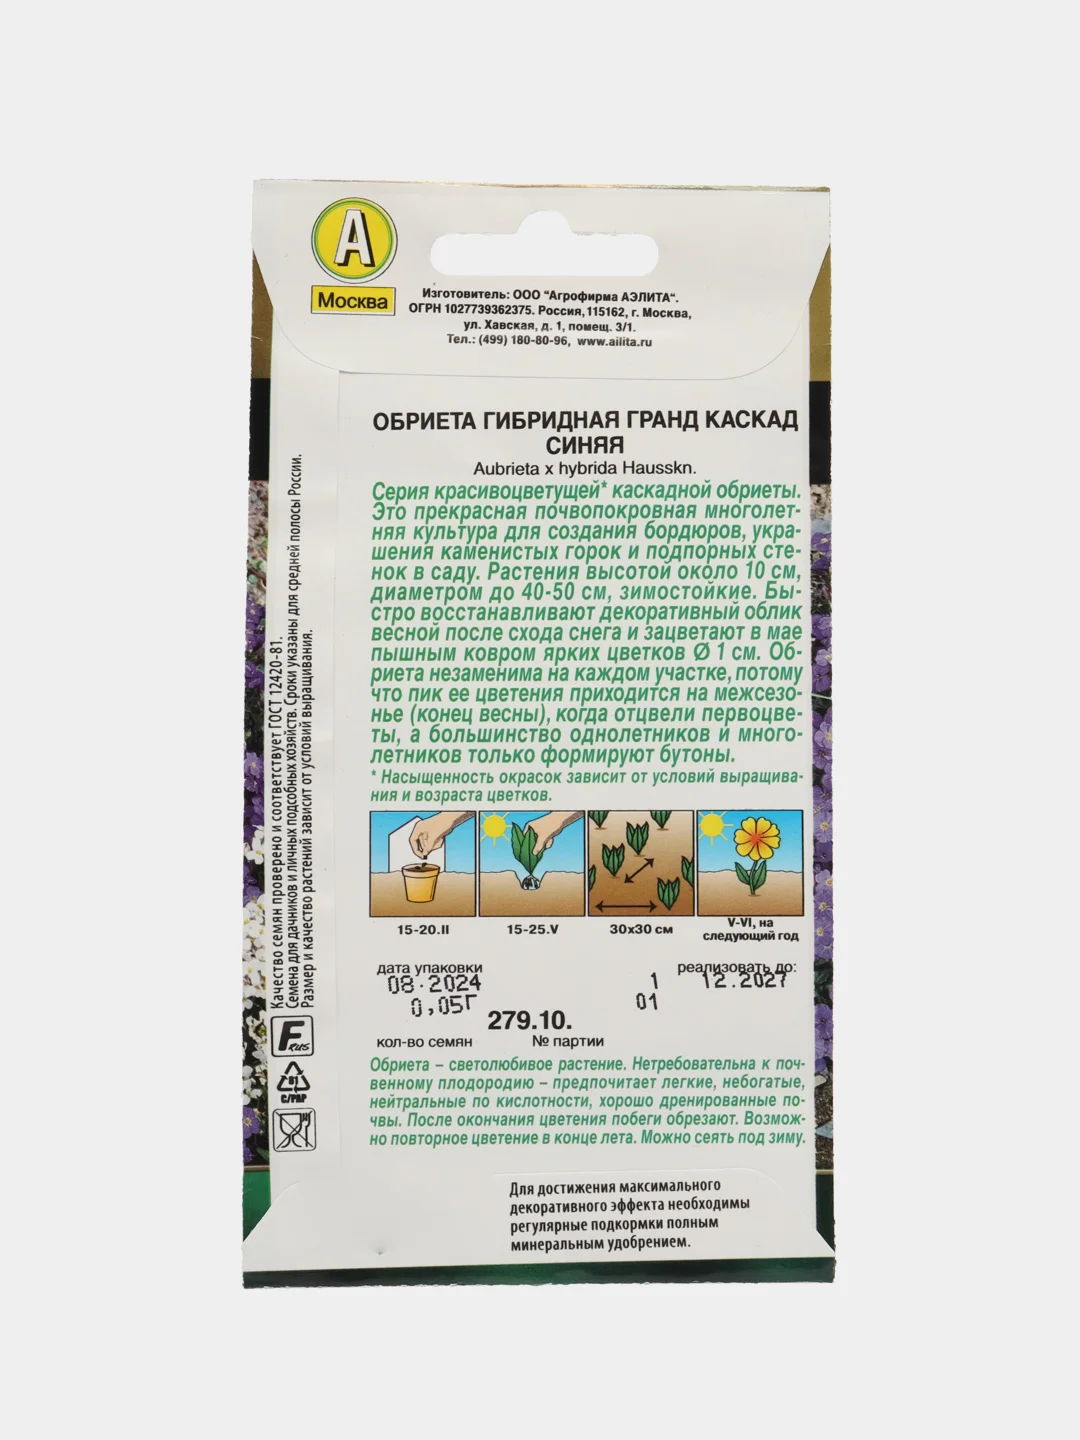 А
Москва
Изготовитель: ООО "Агрофирма АЭЛИТА".
ОГРН 1027739362375. Россия, 115162, г. Москва,
ул. Хавская, д. 1, помещ. 3/1.
Тел.: (499) 180-80-96, www.ailita.ru
ОБРИЕТА ГИБРИДНАЯ ГРАНД КАСКАД
СИНЯЯ
Aubrieta x hybrida Hausskn.
Серия красивоцветущей* каскадной обриеты.
Это прекрасная почвопокровная многолет-
няя культура для создания бордюров, укра-
шения каменистых горок и подпорных сте-
нок в саду. Растения высотой около 10 см,
диаметром до 40-50 см, зимостойкие. Бы-
стро восстанавливают декоративный облик
весной после схода снега и зацветают в мае
пышным ковром ярких цветков Ø 1 см. Об-
риета незаменима на каждом участке, потому
что пик ее цветения приходится на межсезо-
нье (конец весны), когда отцвели первоцве-
ты, а большинство однолетников и много-
летников только формируют бутоны.
* Насыщенность окрасок зависит от условий выращива-
ния и возраста цветков.
15-20.II
15-25.V
30х30 см
V-VI, на
следующий год
дата упаковки
08.2024
0,05Г
кол-во семян
279.10.
№ партии
1
01
реализовать до:
12.2027
Обриета – светолюбивое растение. Нетребовательна к поч-
венному плодородию – предпочитает легкие, небогатые,
нейтральные по кислотности, хорошо дренированные по-
чвы. После окончания цветения побеги обрезают. Возмож-
но повторное цветение в конце лета. Можно сеять под зиму.
Для достижения максимального
декоративного эффекта необходимы
регулярные подкормки полным
минеральным удобрением.
Качество семян проверено и соответствует ГОСТ 12420-81.
Семена для дачников и личных подсобных хозяйств. Сроки указаны для средней полосы России.
Размер и качество растений зависит от условий выращивания.
F RUS
81
C/PAP